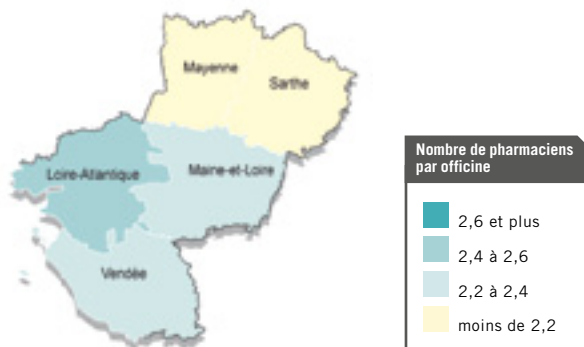 Mayenne
Sarthe
Loire-Atlantique
Maine-et-Loire
Vendée
Nombre de pharmaciens
par officine
2,6 et plus
2,4 à 2,6
2,2 à 2,4
moins de 2,2